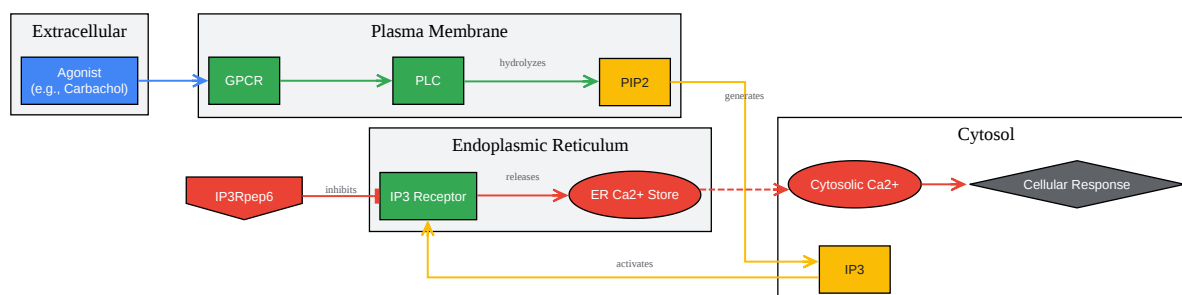 Extracellular
Agonist
(e.g., Carbachol)
Plasma Membrane
GPCR
PLC
hydrolyzes
PIP2
generates
Endoplasmic Reticulum
IP3Rpep6
inhibits
IP3 Receptor
releases
ER Ca2+ Store
Cytosol
Cytosolic Ca2+
Cellular Response
activates
IP3